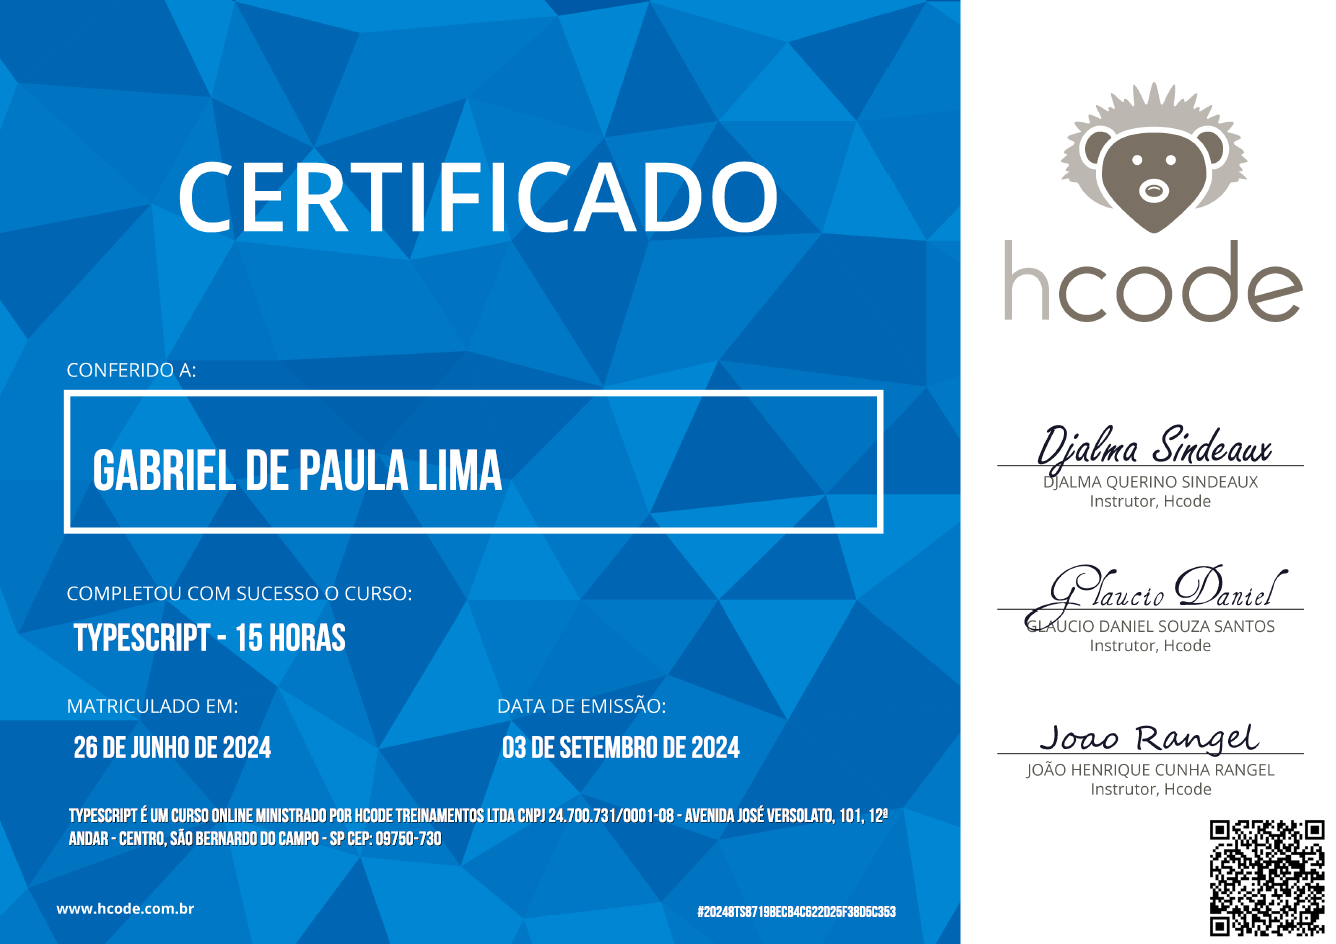 CERTIFICADO
CONFERIDO A:
GABRIEL DE PAULA LIMA
COMPLETOU COM SUCESSO O CURSO:
TYPESCRIPT - 15 HORAS
MATRICULADO EM:
26 DE JUNHO DE 2024
DATA DE EMISSÃO:
03 DE SETEMBRO DE 2024
TYPESCRIPT É UM CURSO ONLINE MINISTRADO POR HCODE TREINAMENTOS LTDA CNPJ 24.700.731/0001-08 - AVENIDA JOSÉ VERSOLATO, 101, 12ª
ANDAR - CENTRO, SÃO BERNARDO DO CAMPO - SP CEP: 09750-730
www.hcode.com.br
#20248TS8719BECB4C622D25F38D5C353
hcode
Djalma Sindeaux
DJALMA QUERINO SINDEAUX
Instrutor, Hcode
Glaucio Daniel
GLAUCIO DANIEL SOUZA SANTOS
Instrutor, Hcode
Joao Rangel
JOÃO HENRIQUE CUNHA RANGEL
Instrutor, Hcode